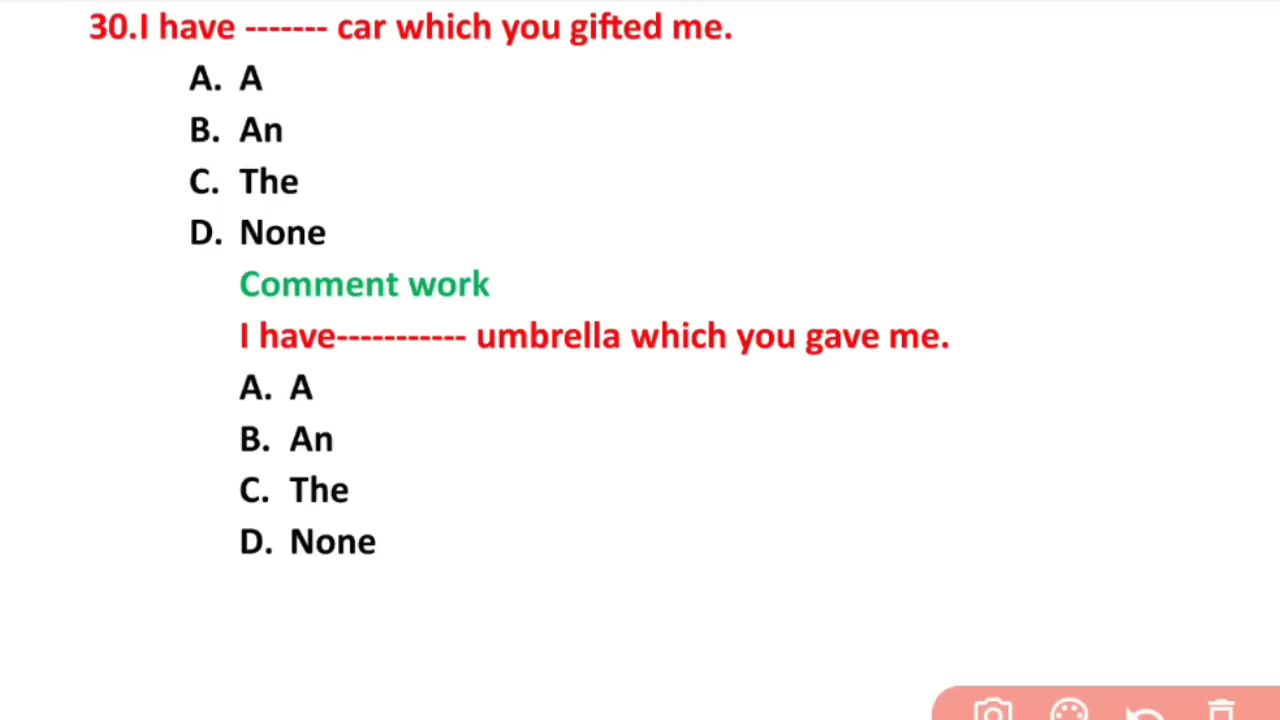 30.I have ------- car which you gifted me.
A. A
B. An
C. The
D. None
Comment work
I have----------- umbrella which you gave me.
A. A
B. An
C. The
D. None